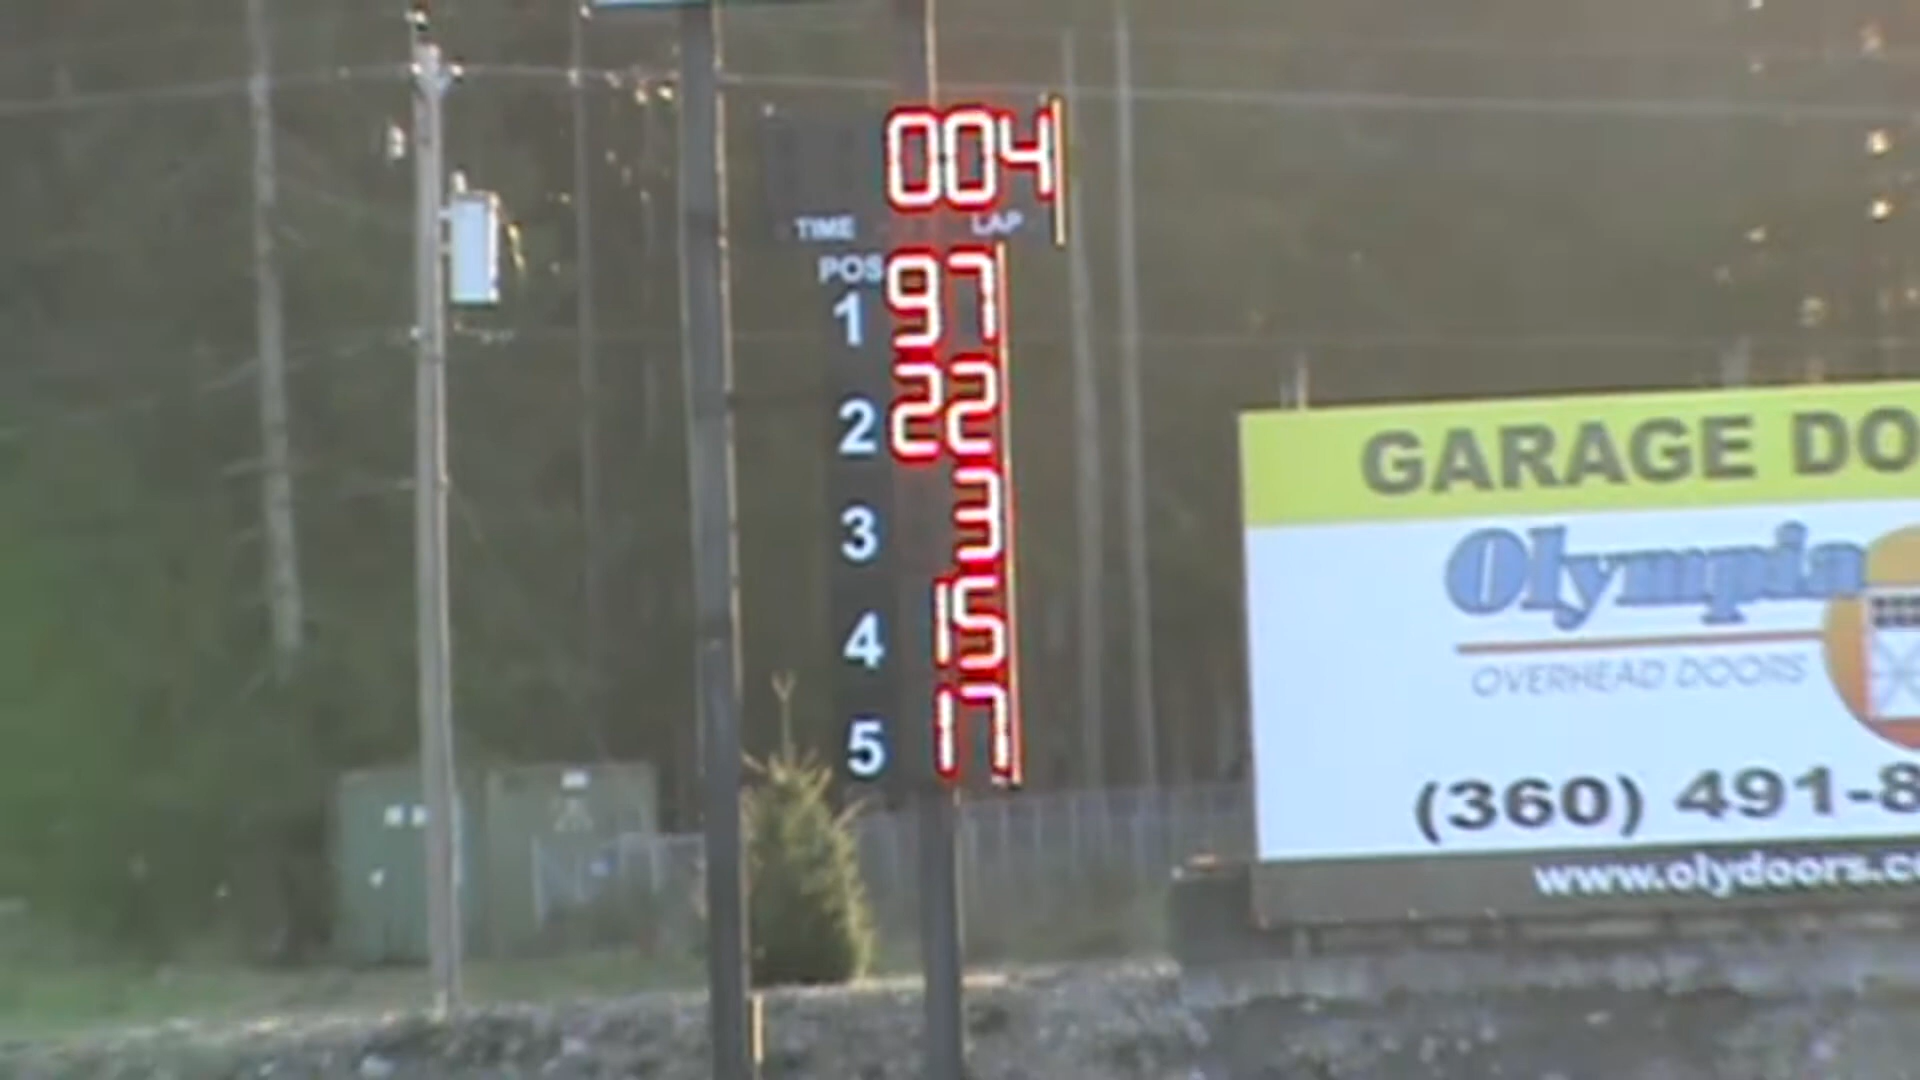 004
TIME LAP
POS
1 97
2 22
3 3
4 15
5 17
GARAGE DO
Olympia
OVERHEAD DOORS
(360) 491-8
www.olydoors.co